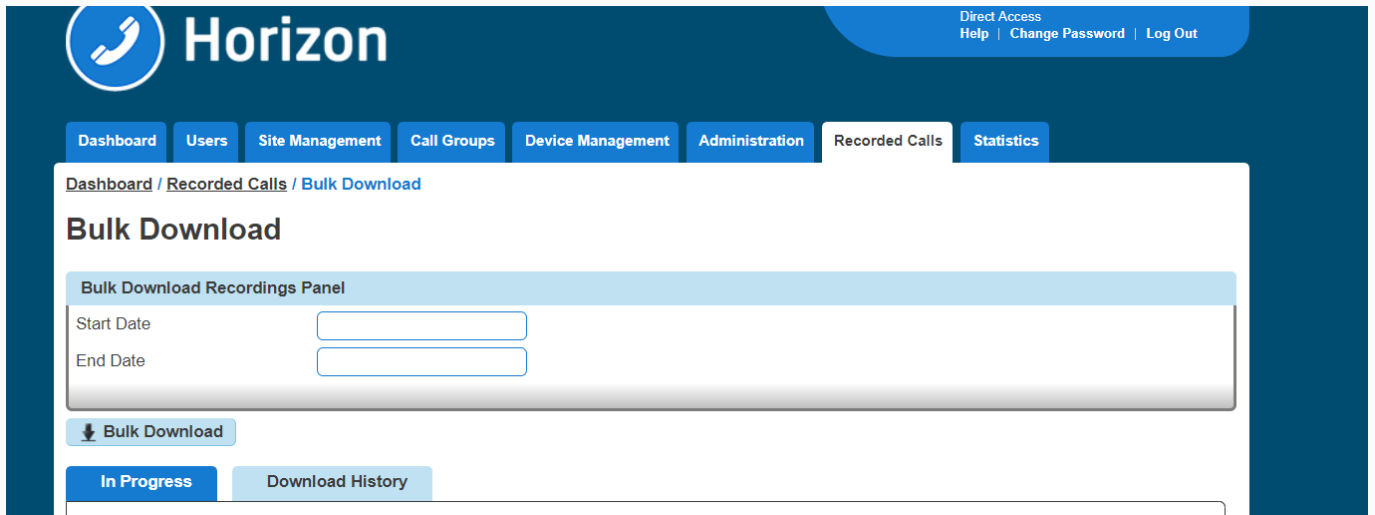 Horizon
Direct Access
Help | Change Password | Log Out
Dashboard Users Site Management Call Groups Device Management Administration Recorded Calls Statistics
Dashboard / Recorded Calls / Bulk Download
Bulk Download
Bulk Download Recordings Panel
Start Date
End Date
Bulk Download
In Progress Download History